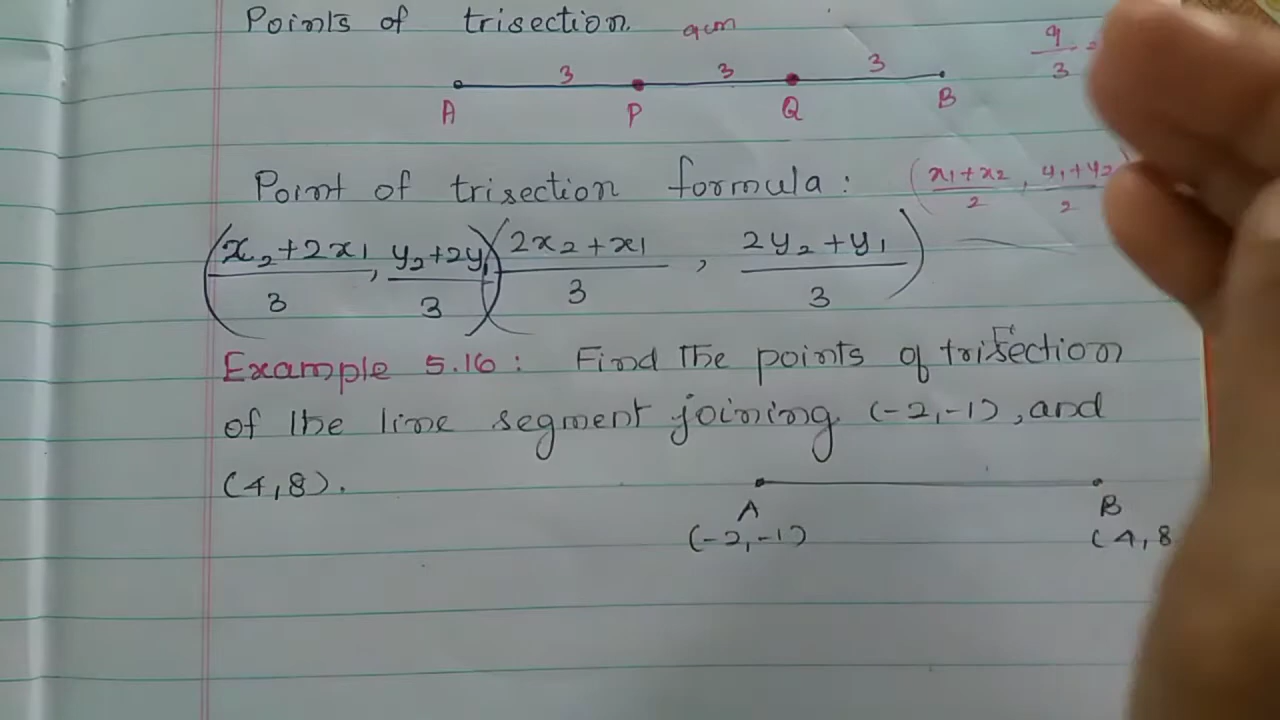 Points of trisection 9cm
3 3 3 9/3 =
A P Q B
Point of trisection formula : (x₁+x₂/2, y₁+y₂/2)
(x₂+2x₁/3, y₂+2y₁/3) (2x₂+x₁/3, 2y₂+y₁/3)
Example 5.16 : Find the points of trisection
of the line segment joining (-2,-1), and
(4,8).
A B
(-2,-1) (4,8